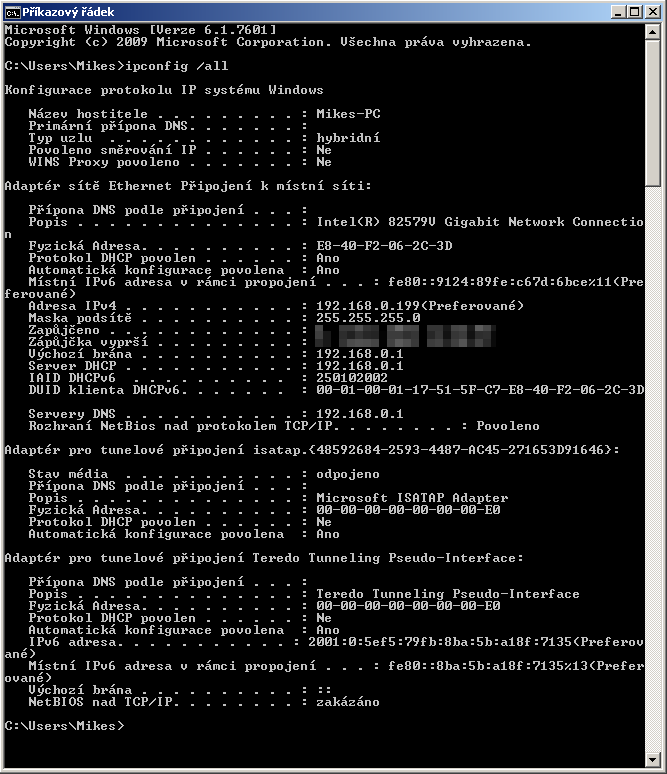 Příkazový řádek
Microsoft Windows [Verze 6.1.7601]
Copyright (c) 2009 Microsoft Corporation. Všechna práva vyhrazena.
C:\Users\Mikes>ipconfig /all
Konfigurace protokolu IP systému Windows
Název hostitele . . . . . . . . . : Mikes-PC
Primární přípona DNS. . . . . . . :
Typ uzlu . . . . . . . . . . . . : hybridní
Povoleno směrování IP . . . . . . : Ne
WINS Proxy povoleno . . . . . . . : Ne
Adaptér sítě Ethernet Připojení k místní síti:
Přípona DNS podle připojení . . . :
Popis . . . . . . . . . . . . . . : Intel(R) 82579V Gigabit Network Connectio
n
Fyzická Adresa. . . . . . . . . . : E8-40-F2-06-2C-3D
Protokol DHCP povolen . . . . . . : Ano
Automatická konfigurace povolena  : Ano
Místní IPv6 adresa v rámci propojení . . . : fe80::9124:89fe:c67d:6bce%11(Pre
ferované)
Adresa IPv4 . . . . . . . . . . . : 192.168.0.199(Preferované)
Maska podsítě . . . . . . . . . . : 255.255.255.0
Zapůjčeno . . . . . . . . . . . . :
Zápůjčka vyprší . . . . . . . . . :
Výchozí brána . . . . . . . . . . : 192.168.0.1
Server DHCP . . . . . . . . . . . : 192.168.0.1
IAID DHCPv6 . . . . . . . . . . . : 250102002
DUID klienta DHCPv6. . . . . . . : 00-01-00-01-17-51-5F-C7-E8-40-F2-06-2C-3D
Servery DNS . . . . . . . . . . . : 192.168.0.1
Rozhraní NetBios nad protokolem TCP/IP. . . . . . . . : Povoleno
Adaptér pro tunelové připojení isatap.{48592684-2593-4487-AC45-271653D91646}:
Stav média . . . . . . . . . . . : odpojeno
Přípona DNS podle připojení . . . :
Popis . . . . . . . . . . . . . . : Microsoft ISATAP Adapter
Fyzická Adresa. . . . . . . . . . : 00-00-00-00-00-00-00-E0
Protokol DHCP povolen . . . . . . : Ne
Automatická konfigurace povolena  : Ano
Adaptér pro tunelové připojení Teredo Tunneling Pseudo-Interface:
Přípona DNS podle připojení . . . :
Popis . . . . . . . . . . . . . . : Teredo Tunneling Pseudo-Interface
Fyzická Adresa. . . . . . . . . . : 00-00-00-00-00-00-00-E0
Protokol DHCP povolen . . . . . . : Ne
Automatická konfigurace povolena  : Ano
IPv6 adresa. . . . . . . . . . . : 2001:0:5ef5:79fb:8ba:5b:a18f:7135(Preferov
ané)
Místní IPv6 adresa v rámci propojení . . . : fe80::8ba:5b:a18f:7135%13(Prefer
ované)
Výchozí brána . . . . . . . . . . : ::
NetBIOS nad TCP/IP. . . . . . . . : zakázáno
C:\Users\Mikes>